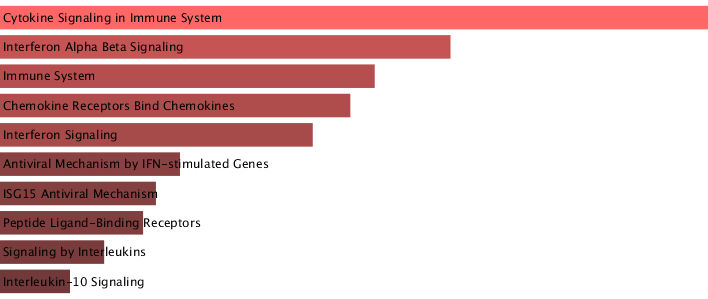 Cytokine Signaling in Immune System
Interferon Alpha Beta Signaling
Immune System
Chemokine Receptors Bind Chemokines
Interferon Signaling
Antiviral Mechanism by IFN-stimulated Genes
ISG15 Antiviral Mechanism
Peptide Ligand-Binding Receptors
Signaling by Interleukins
Interleukin-10 Signaling